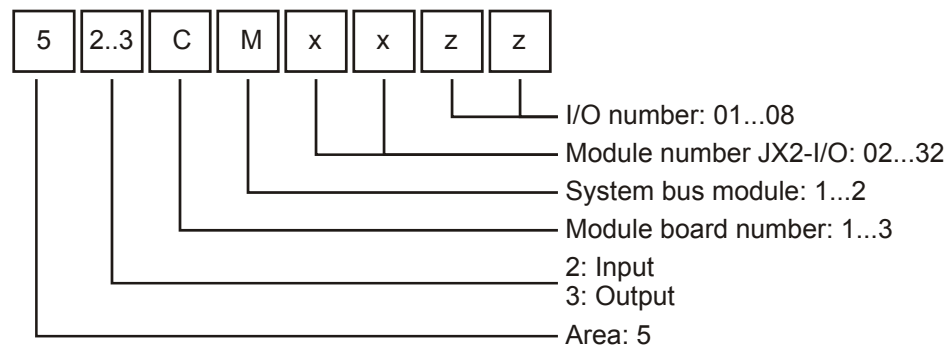 5 2..3 C M x x z z
I/O number: 01...08
Module number JX2-I/O: 02...32
System bus module: 1...2
Module board number: 1...3
2: Input
3: Output
Area: 5